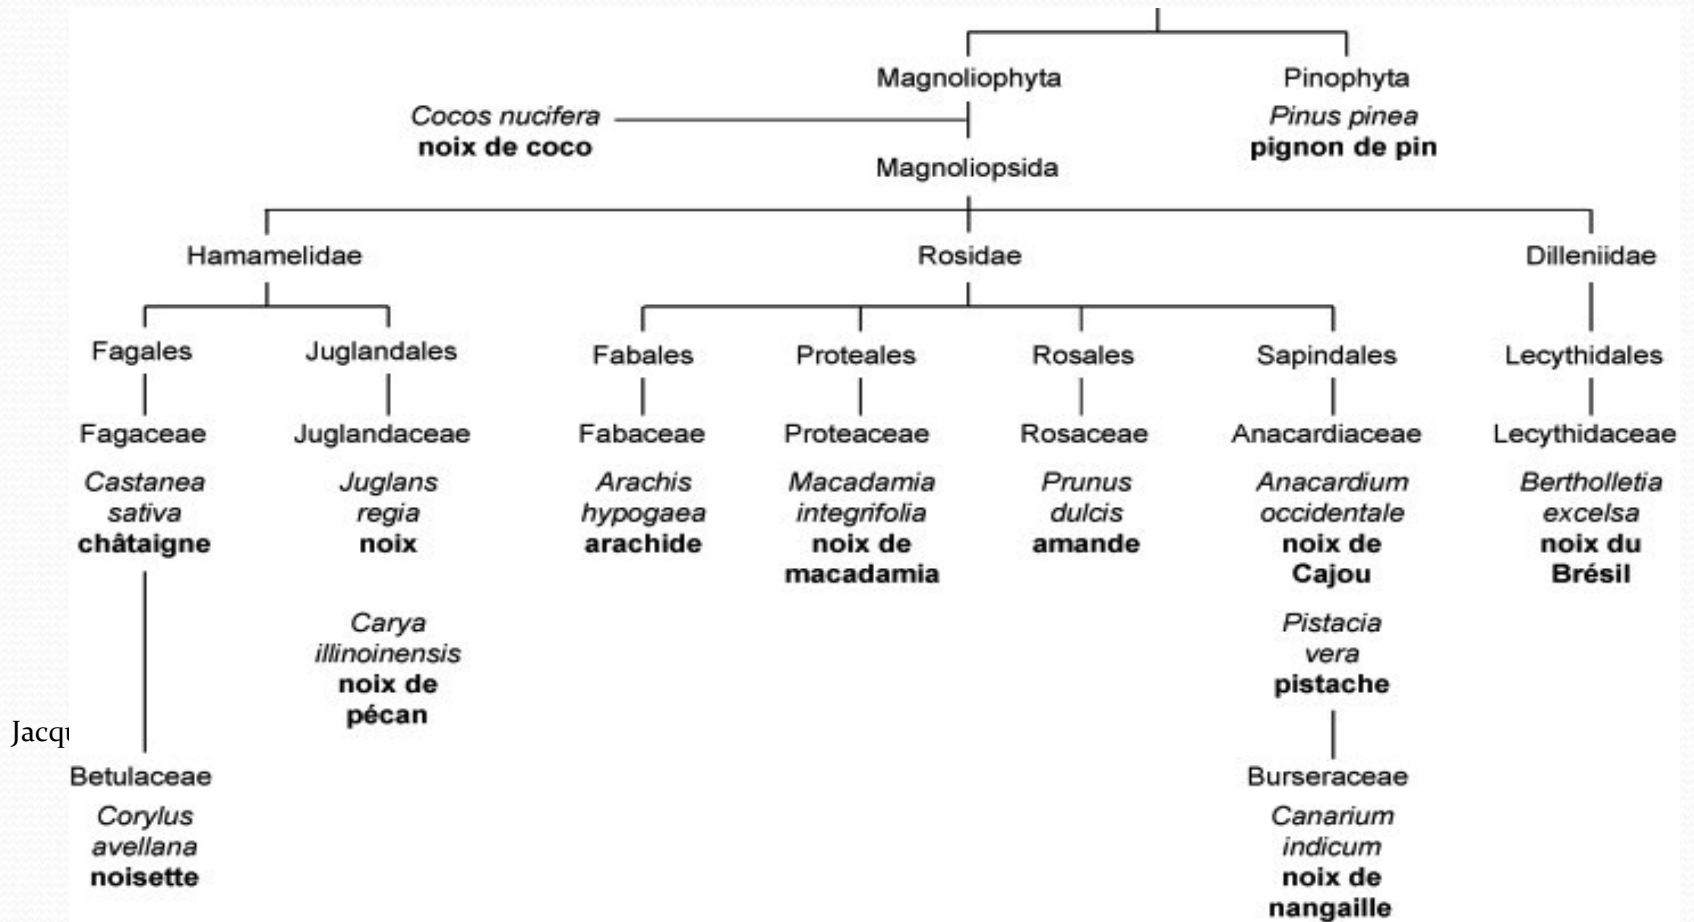 Magnoliophyta
Pinophyta
Cocos nucifera
noix de coco
Pinus pinea
pignon de pin
Magnoliopsida
Hamamelidae
Rosidae
Dilleniidae
Fagales
Juglandales
Fabales
Proteales
Rosales
Sapindales
Lecythidales
Fagaceae
Juglandaceae
Fabaceae
Proteaceae
Rosaceae
Anacardiaceae
Lecythidaceae
Castanea
sativa
châtaigne
Juglans
regia
noix
Arachis
hypogaea
arachide
Macadamia
integrifolia
noix de
macadamia
Prunus
dulcis
amande
Anacardium
occidentale
noix de
Cajou
Bertholletia
excelsa
noix du
Brésil
Carya
illinoinensis
noix de
pécan
Pistacia
vera
pistache
Betulaceae
Corylus
avellana
noisette
Burseraceae
Canarium
indicum
noix de
nangaille